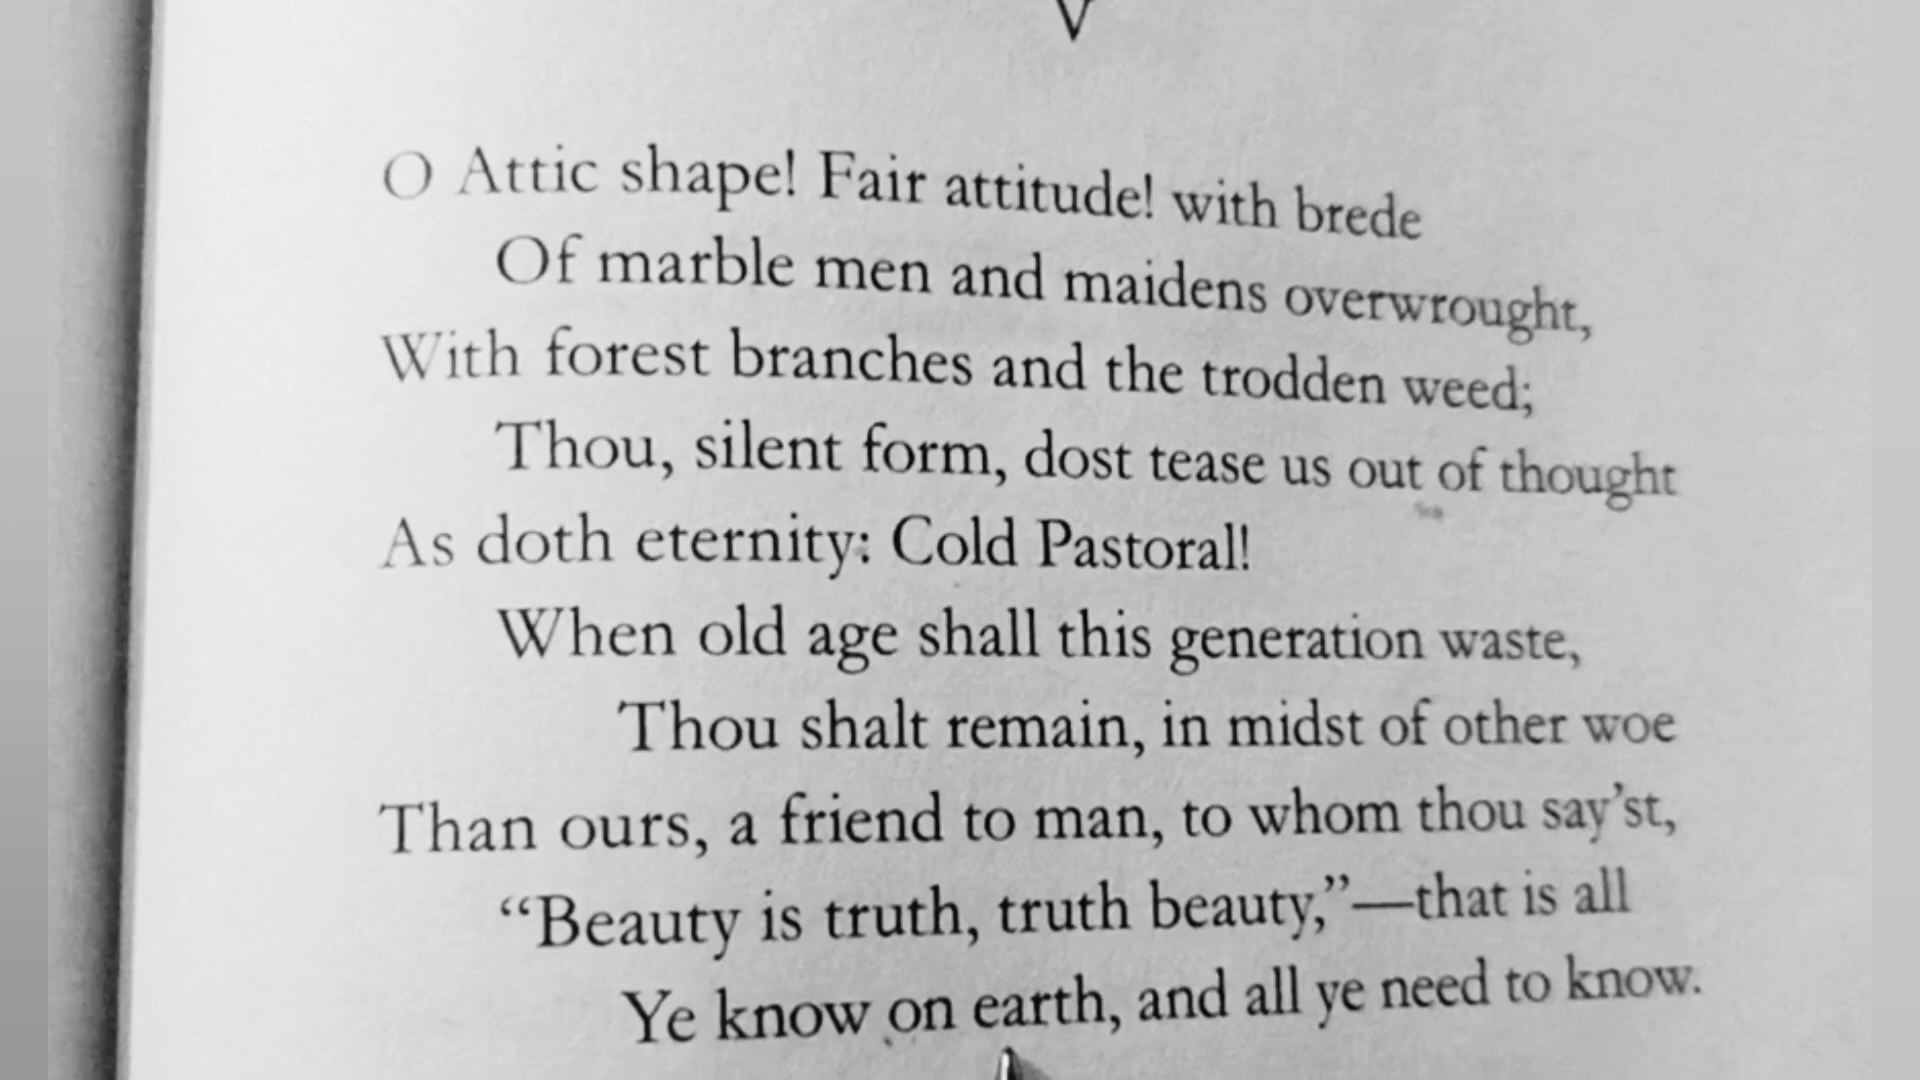 V
O Attic shape! Fair attitude! with brede
Of marble men and maidens overwrought,
With forest branches and the trodden weed;
Thou, silent form, dost tease us out of thought
As doth eternity: Cold Pastoral!
When old age shall this generation waste,
Thou shalt remain, in midst of other woe
Than ours, a friend to man, to whom thou say’st,
“Beauty is truth, truth beauty,”—that is all
Ye know on earth, and all ye need to know.